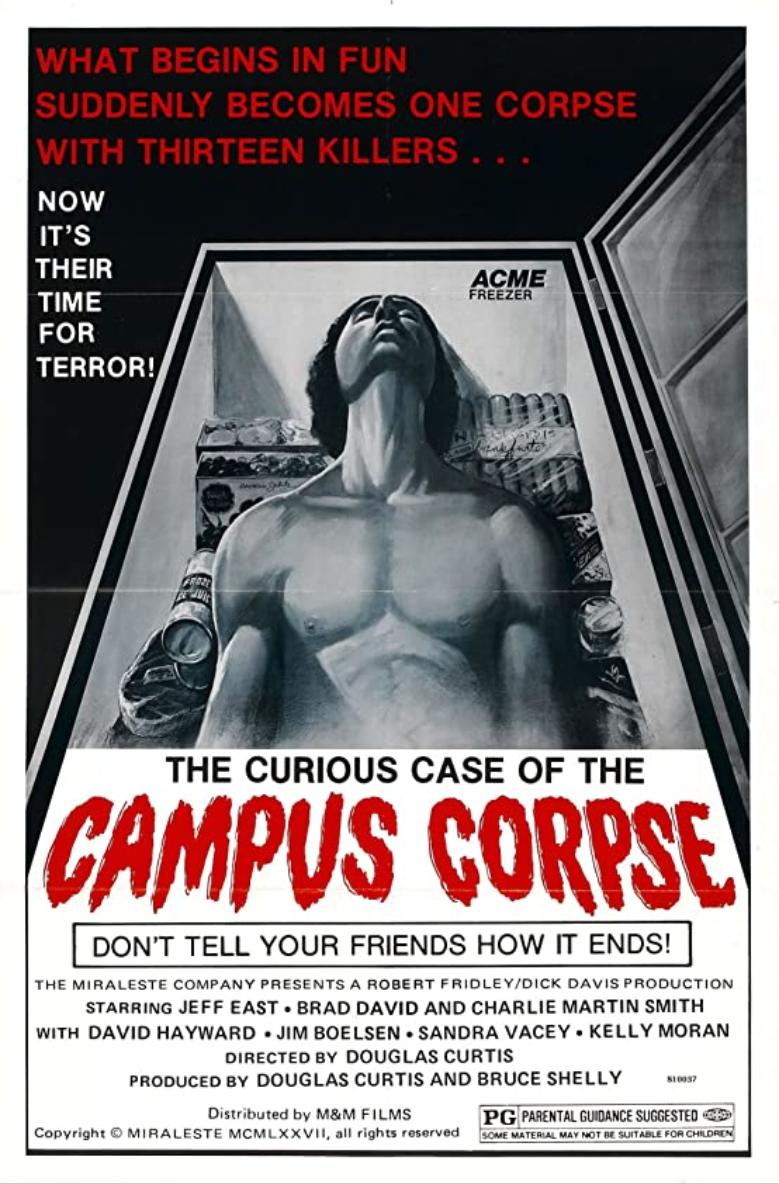 WHAT BEGINS IN FUN
SUDDENLY BECOMES ONE CORPSE
WITH THIRTEEN KILLERS . . .
NOW
IT'S
THEIR
TIME
FOR
TERROR!
ACME
FREEZER
THE CURIOUS CASE OF THE
CAMPUS CORPSE
DON'T TELL YOUR FRIENDS HOW IT ENDS!
THE MIRALESTE COMPANY PRESENTS A ROBERT FRIDLEY/DICK DAVIS PRODUCTION
STARRING JEFF EAST • BRAD DAVID AND CHARLIE MARTIN SMITH
WITH DAVID HAYWARD • JIM BOELSEN • SANDRA VACEY • KELLY MORAN
DIRECTED BY DOUGLAS CURTIS
PRODUCED BY DOUGLAS CURTIS AND BRUCE SHELLY
810037
Distributed by M&M FILMS
Copyright © MIRALESTE MCMLXXVII, all rights reserved
PG PARENTAL GUIDANCE SUGGESTED
SOME MATERIAL MAY NOT BE SUITABLE FOR CHILDREN